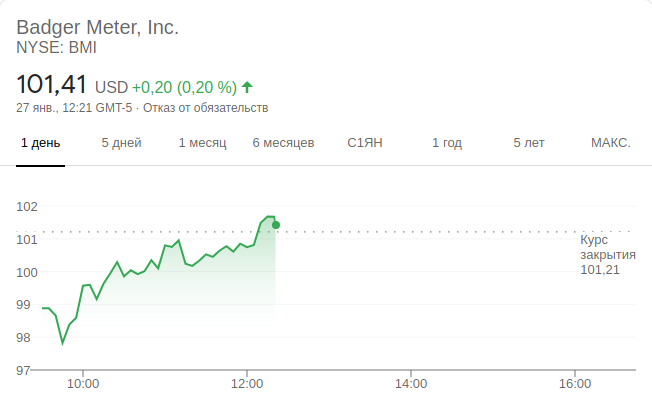 Badger Meter, Inc.
NYSE: BMI
101,41 USD +0,20 (0,20 %)
27 янв., 12:21 GMT-5 · Отказ от обязательств
1 день 5 дней 1 месяц 6 месяцев С1ЯН 1 год 5 лет МАКС.
102
101
100
99
98
97
Курс
закрытия
101,21
10:00 12:00 14:00 16:00